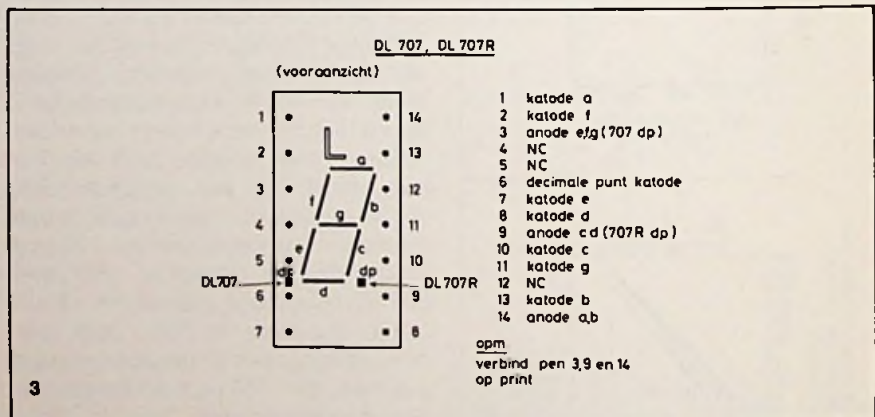 DL 707, DL 707R
(vooraanzicht)
1
2
3
4
5
6
7
14
13
12
11
10
9
8
a
f
b
g
e
c
d
dp
dp
DL707
DL707R
1 katode a
2 katode f
3 anode e,f,g (707 dp)
4 NC
5 NC
6 decimale punt katode
7 katode e
8 katode d
9 anode c d (707R dp)
10 katode c
11 katode g
12 NC
13 katode b
14 anode a,b
opm
verbind pen 3,9 en 14
op print
3